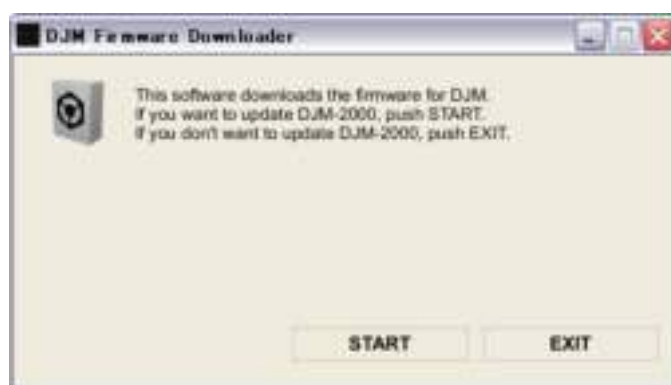 DJM Firmware Downloader
This software downloads the firmware for DJM.
If you want to update DJM-2000, push START.
If you don't want to update DJM-2000, push EXIT.
START
EXIT